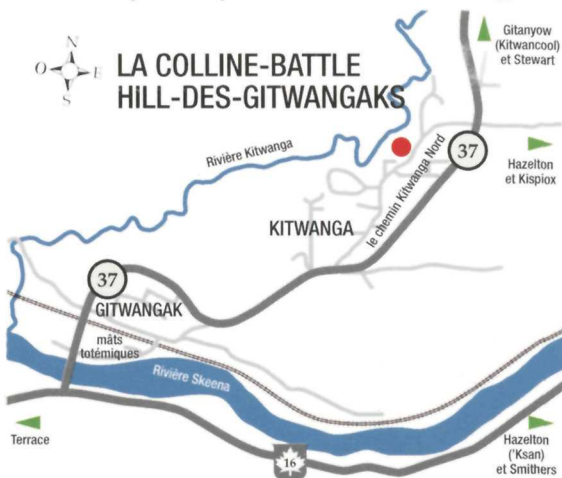 Gitanyow
(Kitwancool)
et Stewart
N
O E
S
LA COLLINE-BATTLE
HILL-DES-GITWANGAKS
Rivière Kitwanga
37
le chemin Kitwanga Nord
Hazelton
et Kispiox
KITWANGA
37
GITWANGAK
mâts
totémiques
Rivière Skeena
Terrace
16
Hazelton
('Ksan)
et Smithers